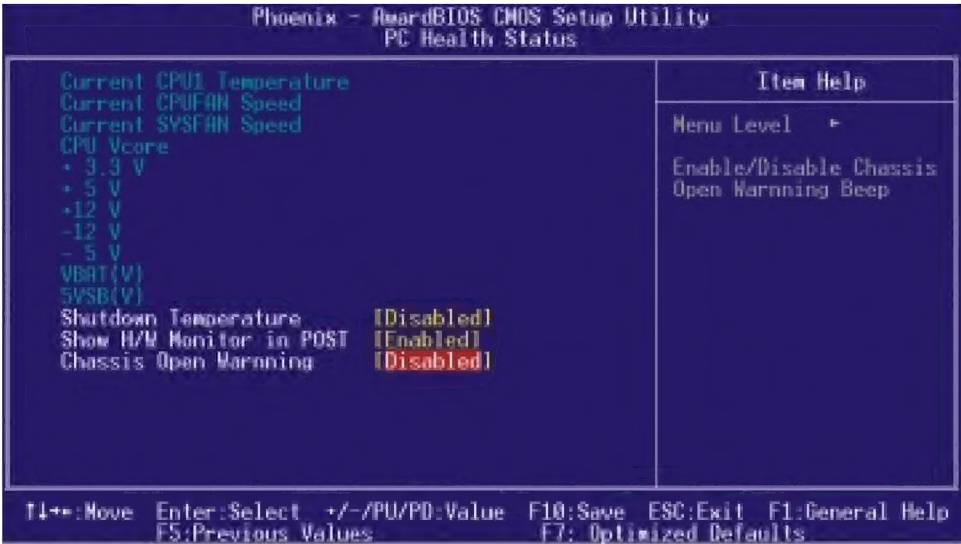 Phoenix - AwardBIOS CMOS Setup Utility
PC Health Status
Current CPU1 Temperature
Current CPUFAN Speed
Current SYSFAN Speed
CPU Vcore
+ 3.3 V
+ 5 V
+12 V
-12 V
- 5 V
VBAT(V)
5VSB(V)
Shutdown Temperature [Disabled]
Show H/W Monitor in POST [Enabled]
Chassis Open Warnning [Disabled]
Item Help
Menu Level ►
Enable/Disable Chassis
Open Warnning Beep
↑↓→←:Move Enter:Select +/-/PU/PD:Value F10:Save ESC:Exit F1:General Help
F5:Previous Values F7: Optimized Defaults